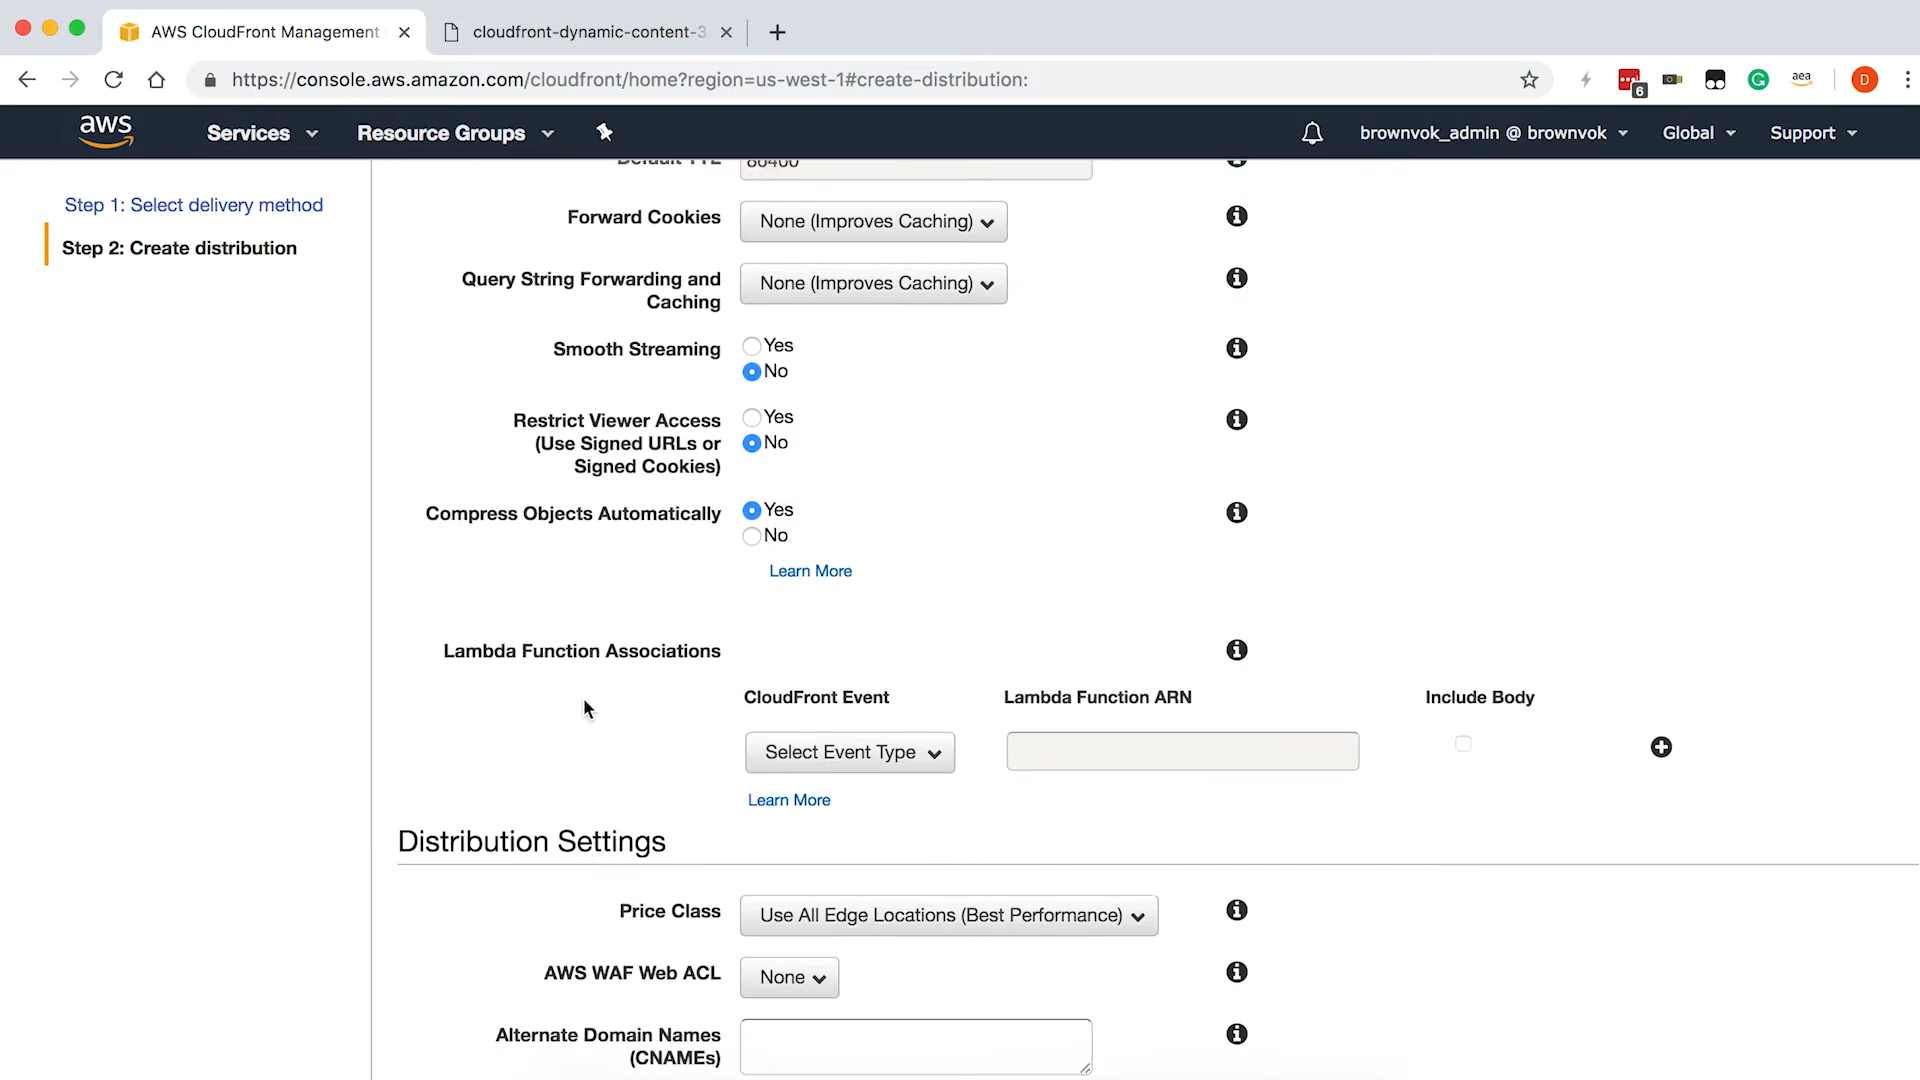 AWS CloudFront Management
cloudfront-dynamic-content-3
https://console.aws.amazon.com/cloudfront/home?region=us-west-1#create-distribution:
6
aea
D
aws
Services
Resource Groups
brownvok_admin @ brownvok
Global
Support
Step 1: Select delivery method
Step 2: Create distribution
Default TTL
86400
Forward Cookies
None (Improves Caching)
Query String Forwarding and
Caching
None (Improves Caching)
Smooth Streaming
Yes
No
Restrict Viewer Access
(Use Signed URLs or
Signed Cookies)
Yes
No
Compress Objects Automatically
Yes
No
Learn More
Lambda Function Associations
CloudFront Event
Lambda Function ARN
Include Body
Select Event Type
Learn More
Distribution Settings
Price Class
Use All Edge Locations (Best Performance)
AWS WAF Web ACL
None
Alternate Domain Names
(CNAMEs)